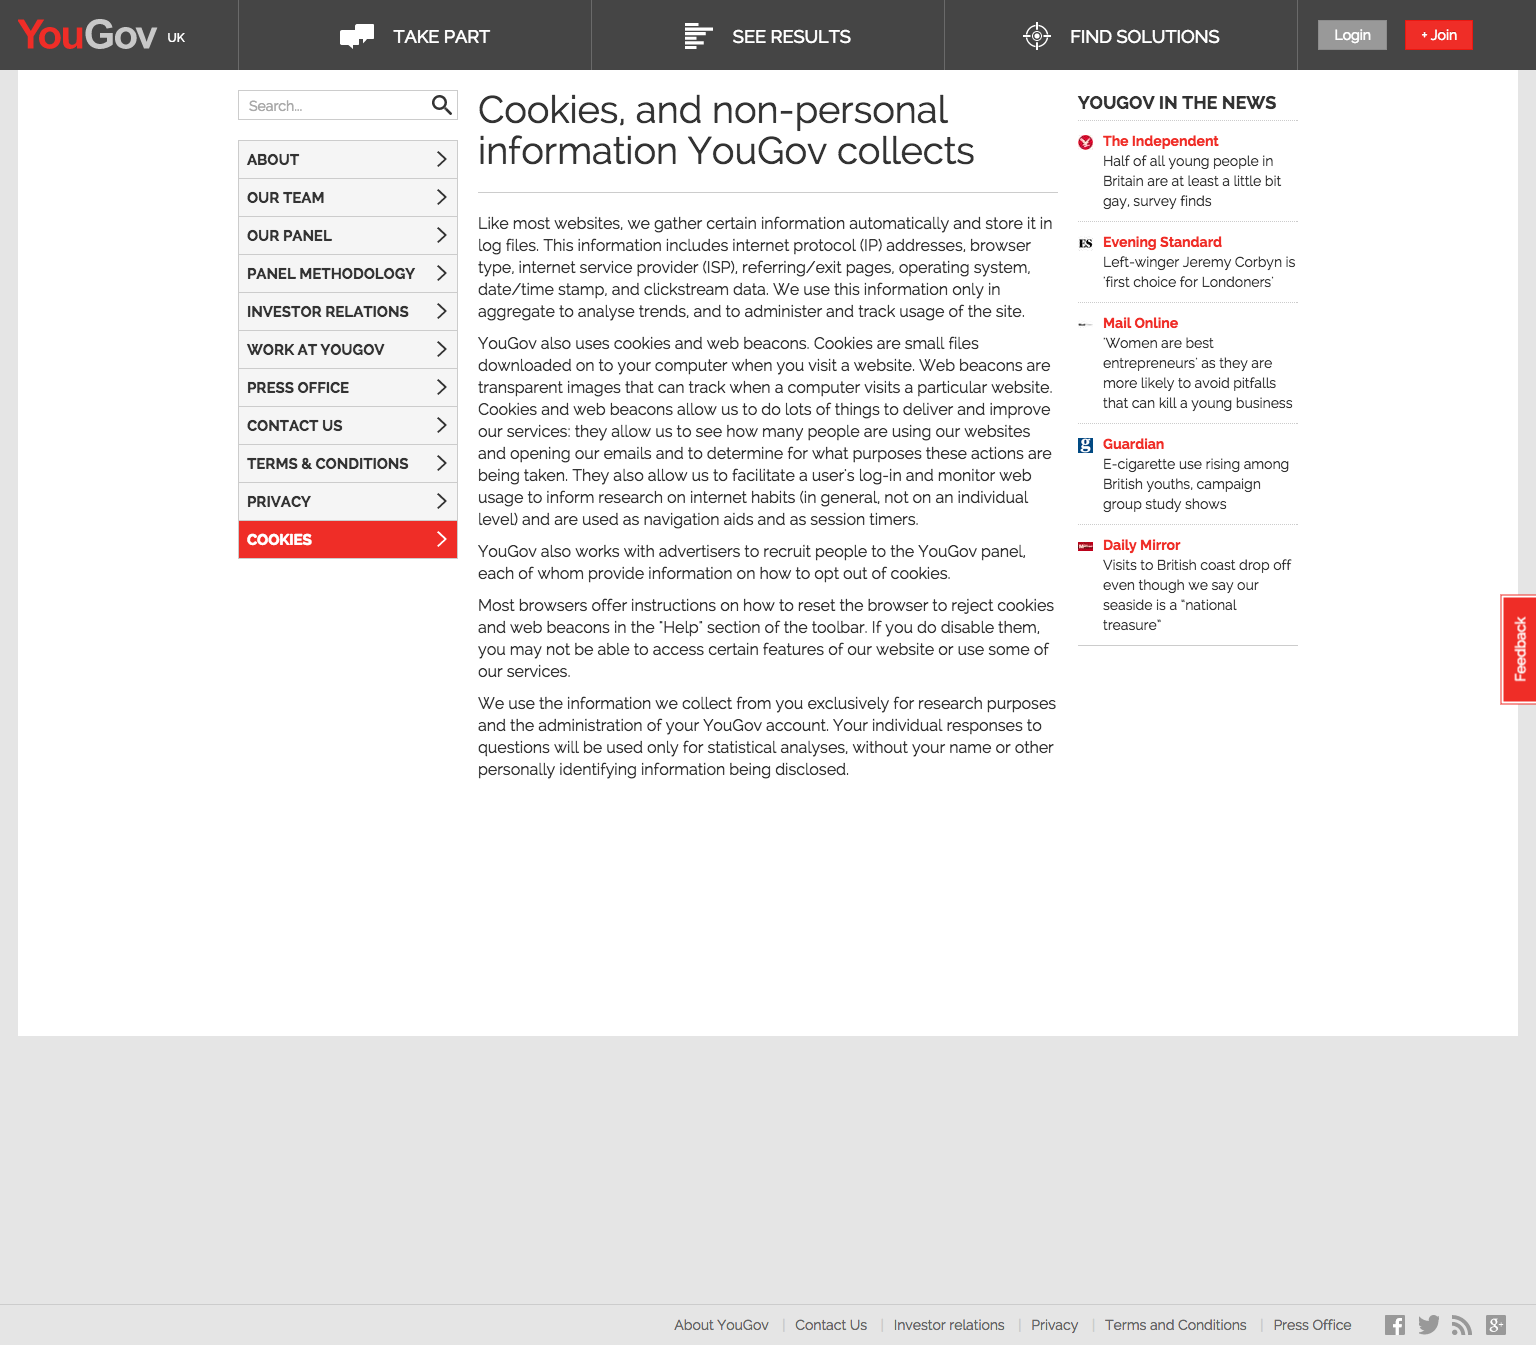 YouGov UK
TAKE PART
SEE RESULTS
FIND SOLUTIONS
Login
+ Join
Search...
ABOUT
OUR TEAM
OUR PANEL
PANEL METHODOLOGY
INVESTOR RELATIONS
WORK AT YOUGOV
PRESS OFFICE
CONTACT US
TERMS & CONDITIONS
PRIVACY
COOKIES
Cookies, and non-personal
information YouGov collects
Like most websites, we gather certain information automatically and store it in
log files. This information includes internet protocol (IP) addresses, browser
type, internet service provider (ISP), referring/exit pages, operating system,
date/time stamp, and clickstream data. We use this information only in
aggregate to analyse trends, and to administer and track usage of the site.
YouGov also uses cookies and web beacons. Cookies are small files
downloaded on to your computer when you visit a website. Web beacons are
transparent images that can track when a computer visits a particular website.
Cookies and web beacons allow us to do lots of things to deliver and improve
our services: they allow us to see how many people are using our websites
and opening our emails and to determine for what purposes these actions are
being taken. They also allow us to facilitate a user's log-in and monitor web
usage to inform research on internet habits (in general, not on an individual
level) and are used as navigation aids and as session timers.
YouGov also works with advertisers to recruit people to the YouGov panel,
each of whom provide information on how to opt out of cookies.
Most browsers offer instructions on how to reset the browser to reject cookies
and web beacons in the "Help" section of the toolbar. If you do disable them,
you may not be able to access certain features of our website or use some of
our services.
We use the information we collect from you exclusively for research purposes
and the administration of your YouGov account. Your individual responses to
questions will be used only for statistical analyses, without your name or other
personally identifying information being disclosed.
YOUGOV IN THE NEWS
The Independent
Half of all young people in
Britain are at least a little bit
gay, survey finds
ES
Evening Standard
Left-winger Jeremy Corbyn is
'first choice for Londoners'
Mail Online
'Women are best
entrepreneurs' as they are
more likely to avoid pitfalls
that can kill a young business
g
Guardian
E-cigarette use rising among
British youths, campaign
group study shows
Daily Mirror
Visits to British coast drop off
even though we say our
seaside is a “national
treasure”
Feedback
About YouGov
Contact Us
Investor relations
Privacy
Terms and Conditions
Press Office